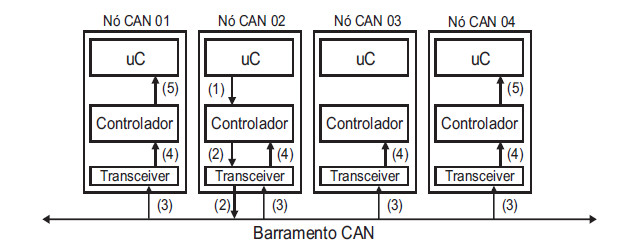 Nó CAN 01 Nó CAN 02 Nó CAN 03 Nó CAN 04
uC uC uC uC
(5) (1) (5)
Controlador Controlador Controlador Controlador
(4) (2) (4) (4) (4)
Transceiver Transceiver Transceiver Transceiver
(3) (2) (3) (3) (3)
Barramento CAN